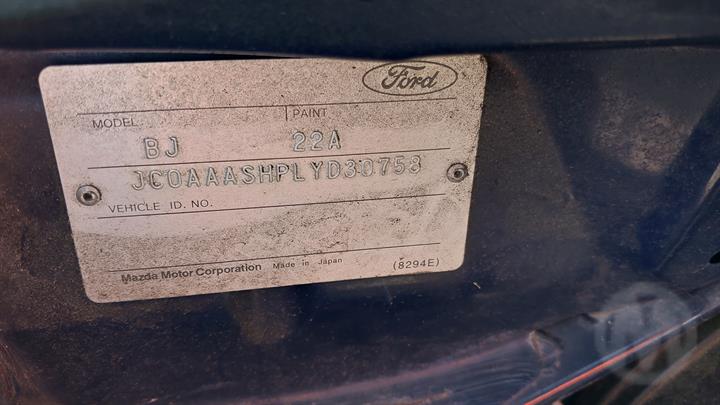 Ford
MODEL PAINT
BJ 22A
JC0AAASHPLYD30758
VEHICLE ID. NO.
Mazda Motor Corporation Made in Japan (8294E)